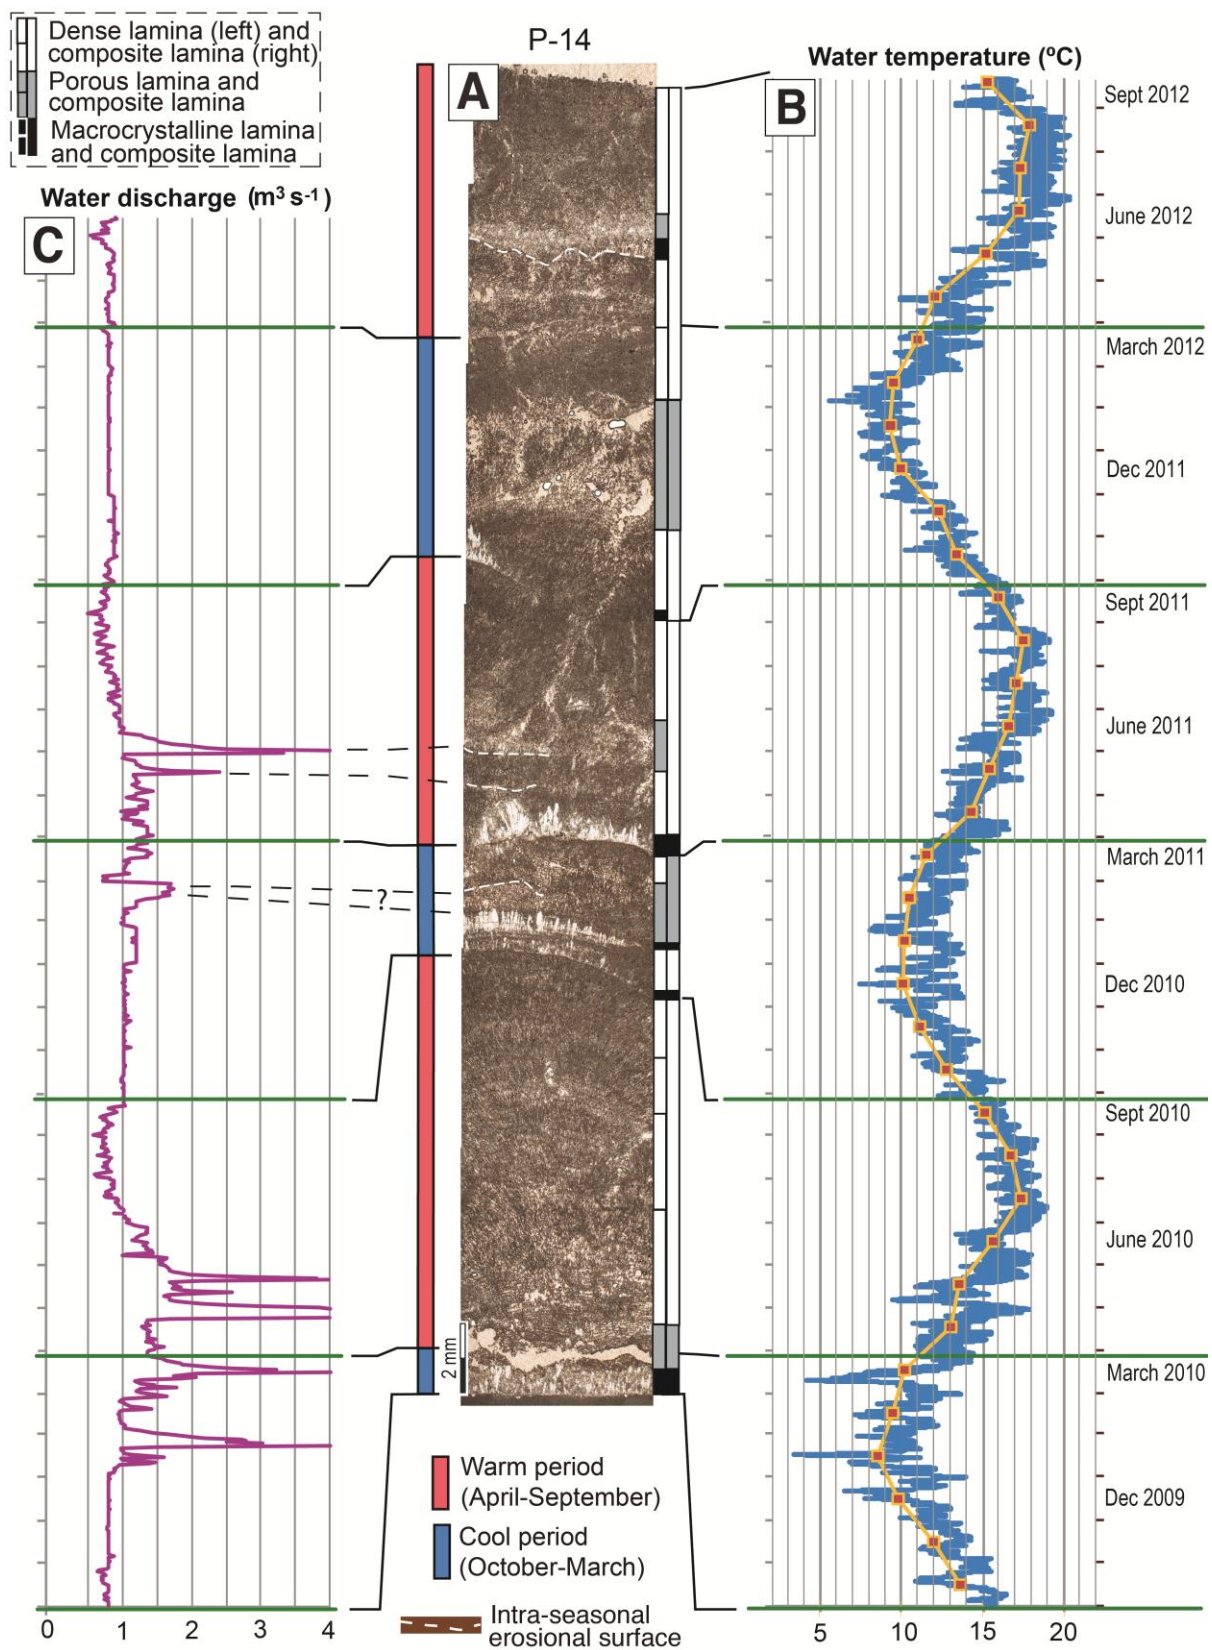 Dense lamina (left) and
composite lamina (right)
Porous lamina and
composite lamina
Macrocrystalline lamina
and composite lamina
P-14
Water discharge (m³ s-¹)
Water temperature (ºC)
A
B
C
Sept 2012
June 2012
March 2012
Dec 2011
Sept 2011
June 2011
March 2011
Dec 2010
Sept 2010
June 2010
March 2010
Dec 2009
?
2 mm
Warm period
(April-September)
Cool period
(October-March)
Intra-seasonal
erosional surface
0 1 2 3 4
5 10 15 20